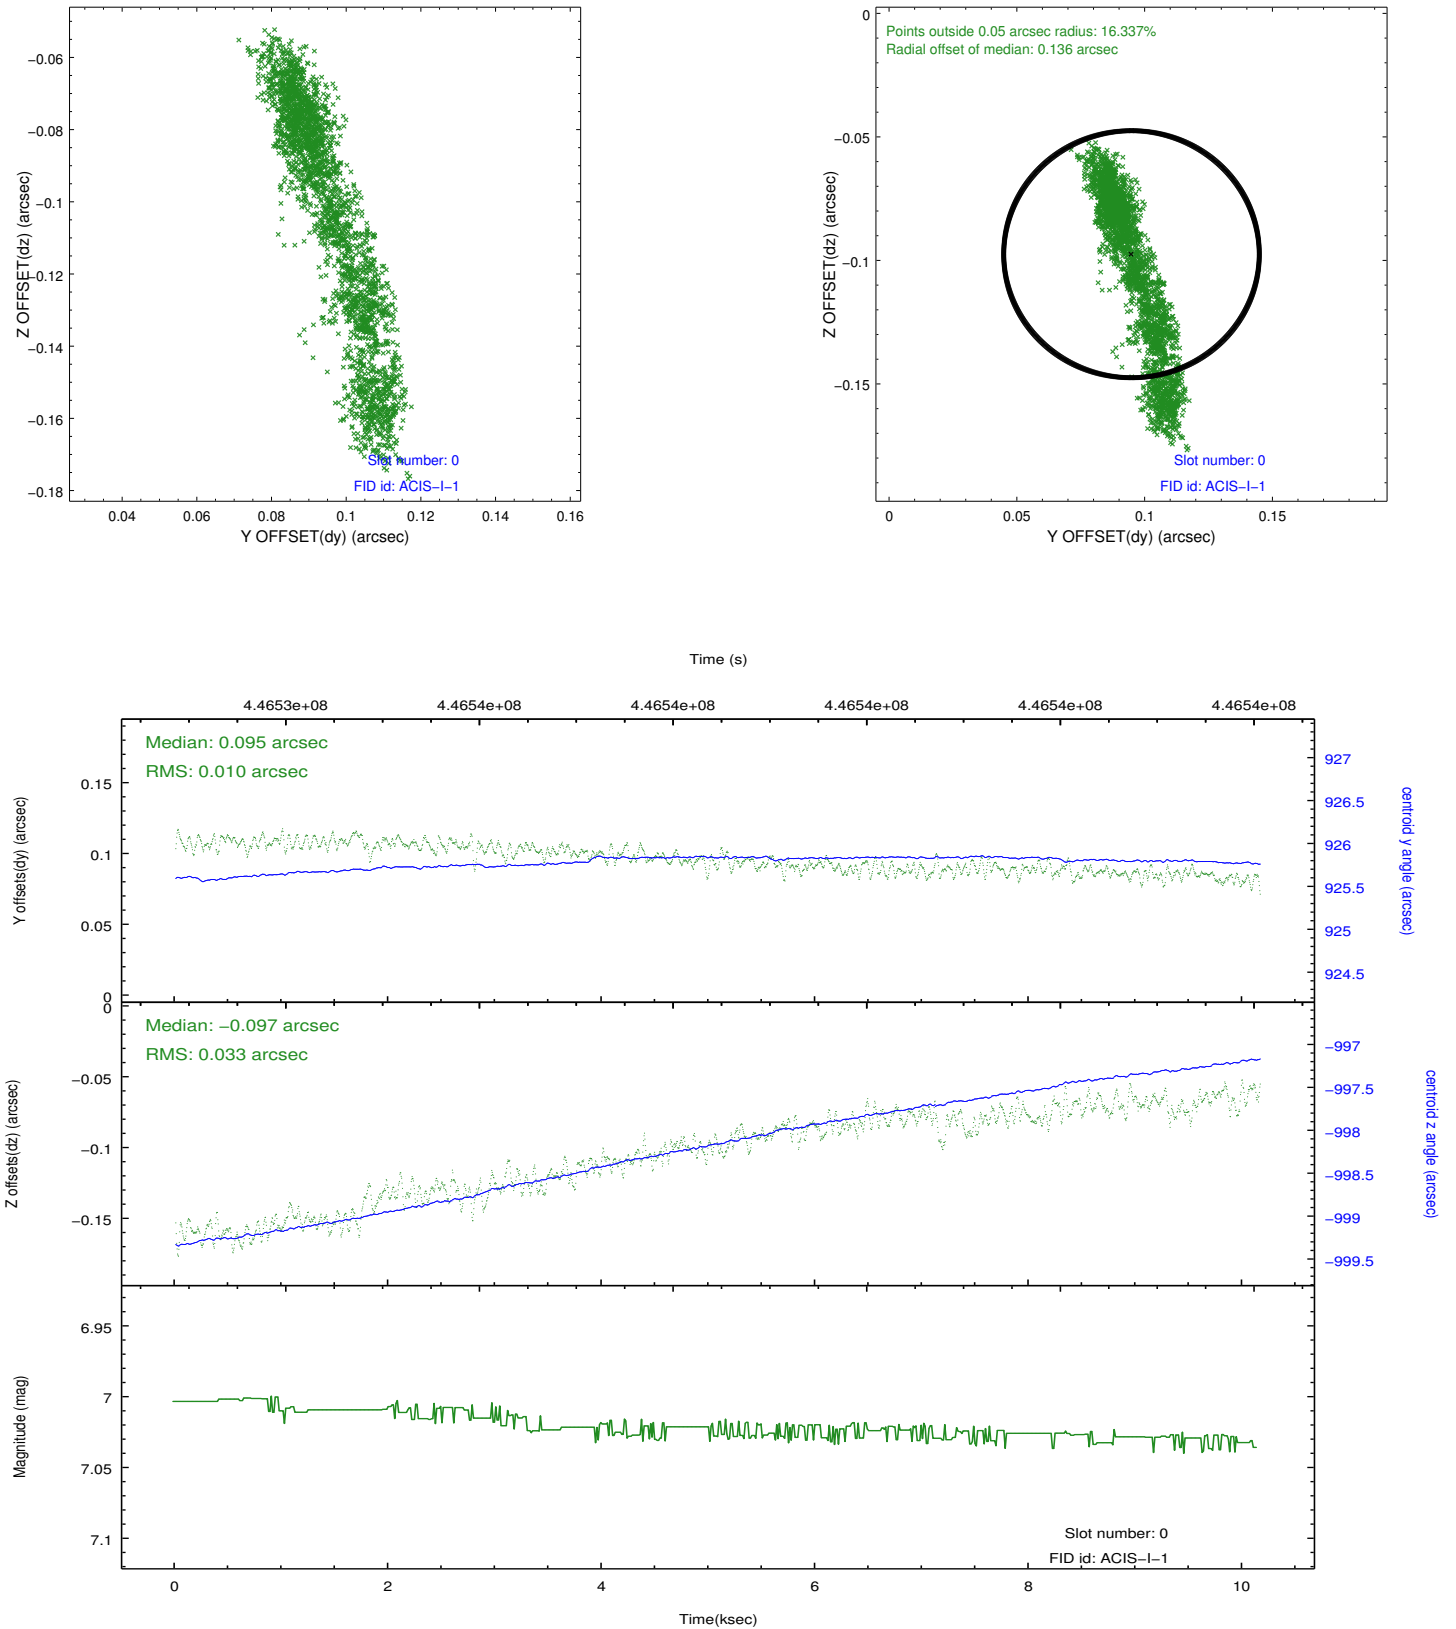 −0.06
−0.08
−0.1
−0.12
−0.14
−0.16
−0.18
Z OFFSET(dz) (arcsec)
0.04 0.06 0.08 0.1 0.12 0.14 0.16
Y OFFSET(dy) (arcsec)
Slot number: 0
FID id: ACIS−I−1
Points outside 0.05 arcsec radius: 16.337%
Radial offset of median: 0.136 arcsec
0
−0.05
−0.1
−0.15
Z OFFSET(dz) (arcsec)
0 0.05 0.1 0.15
Y OFFSET(dy) (arcsec)
Slot number: 0
FID id: ACIS−I−1
Time (s)
4.4653e+08 4.4654e+08 4.4654e+08 4.4654e+08 4.4654e+08 4.4654e+08
Median: 0.095 arcsec
RMS: 0.010 arcsec
0.15
0.1
0.05
0
Y offsets(dy) (arcsec)
927
926.5
926
925.5
925
924.5
centroid y angle (arcsec)
Median: −0.097 arcsec
RMS: 0.033 arcsec
0
−0.05
−0.1
−0.15
Z offsets(dz) (arcsec)
−997
−997.5
−998
−998.5
−999
−999.5
centroid z angle (arcsec)
6.95
7
7.05
7.1
Magnitude (mag)
Slot number: 0
FID id: ACIS−I−1
0 2 4 6 8 10
Time(ksec)